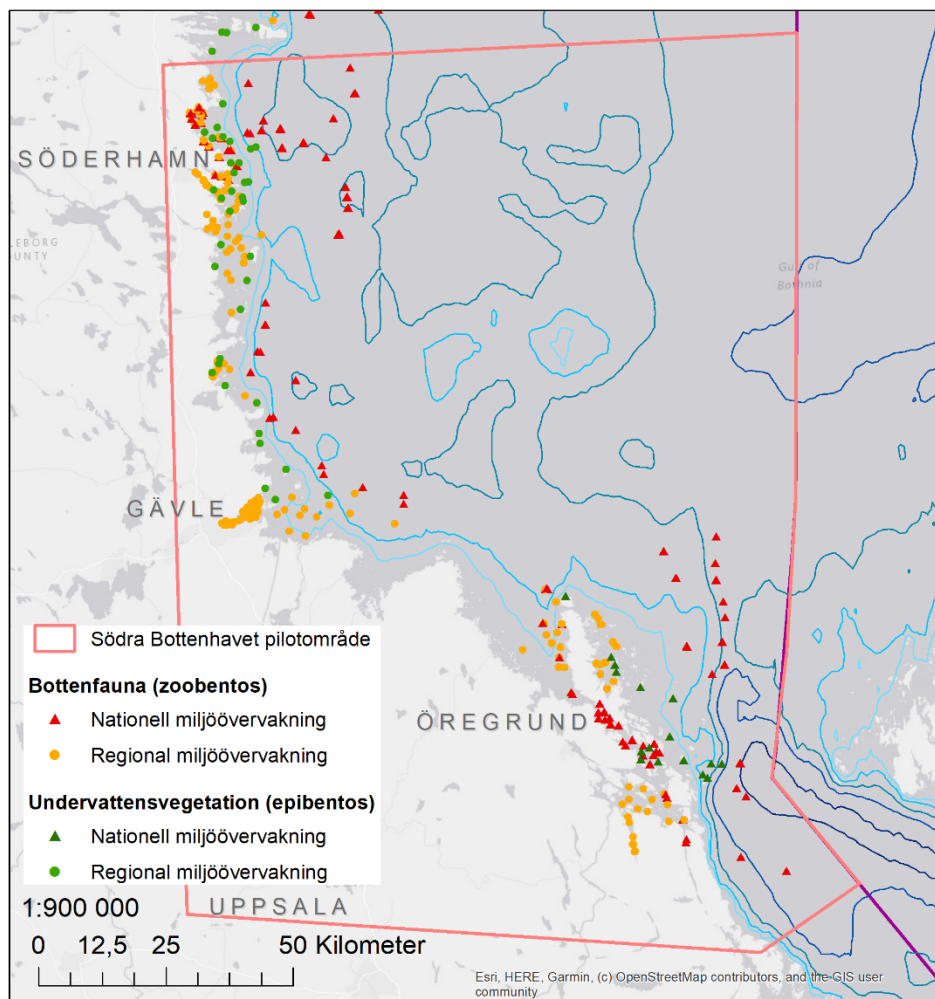 SÖDERHAMN
LEBORG
COUNTY
Gulf of
Bothnia
GÄVLE
Södra Bottenhavet pilotområde
Bottenfauna (zoobentos)
Nationell miljöövervakning
Regional miljöövervakning
ÖREGRUND
Undervattensvegetation (epibentos)
Nationell miljöövervakning
Regional miljöövervakning
1:900 000
UPPSALA
0 12,5 25 50 Kilometer
Esri, HERE, Garmin, (c) OpenStreetMap contributors, and the GIS user
community